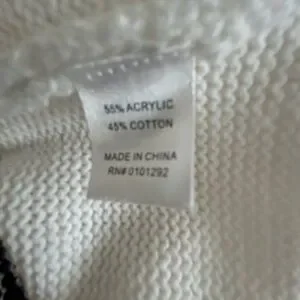 55% ACRYLIC
45% COTTON
MADE IN CHINA
RN# 0101292